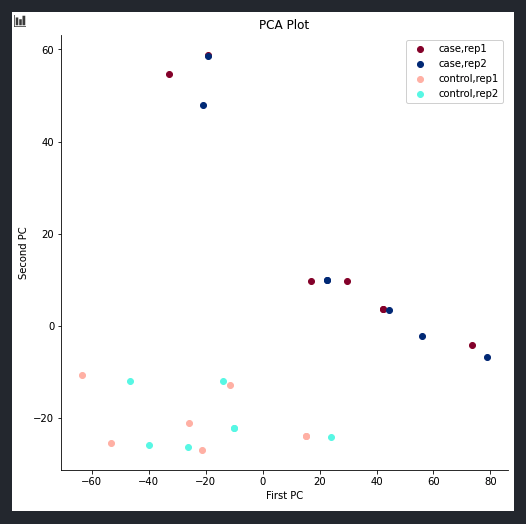 PCA Plot
case,rep1
case,rep2
control,rep1
control,rep2
60
40
20
0
−20
Second PC
−60
−40
−20
0
20
40
60
80
First PC